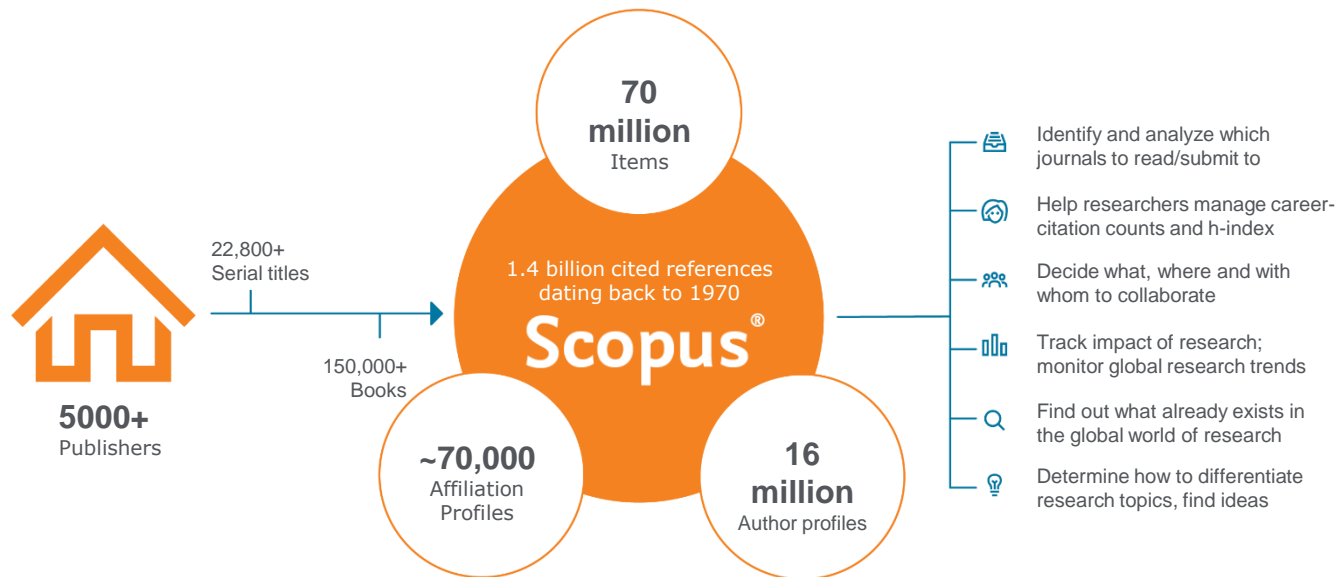 5000+
Publishers
22,800+
Serial titles
150,000+
Books
70
million
Items
1.4 billion cited references
dating back to 1970
Scopus®
~70,000
Affiliation
Profiles
16
million
Author profiles
Identify and analyze which
journals to read/submit to
Help researchers manage career-
citation counts and h-index
Decide what, where and with
whom to collaborate
Track impact of research;
monitor global research trends
Find out what already exists in
the global world of research
Determine how to differentiate
research topics, find ideas